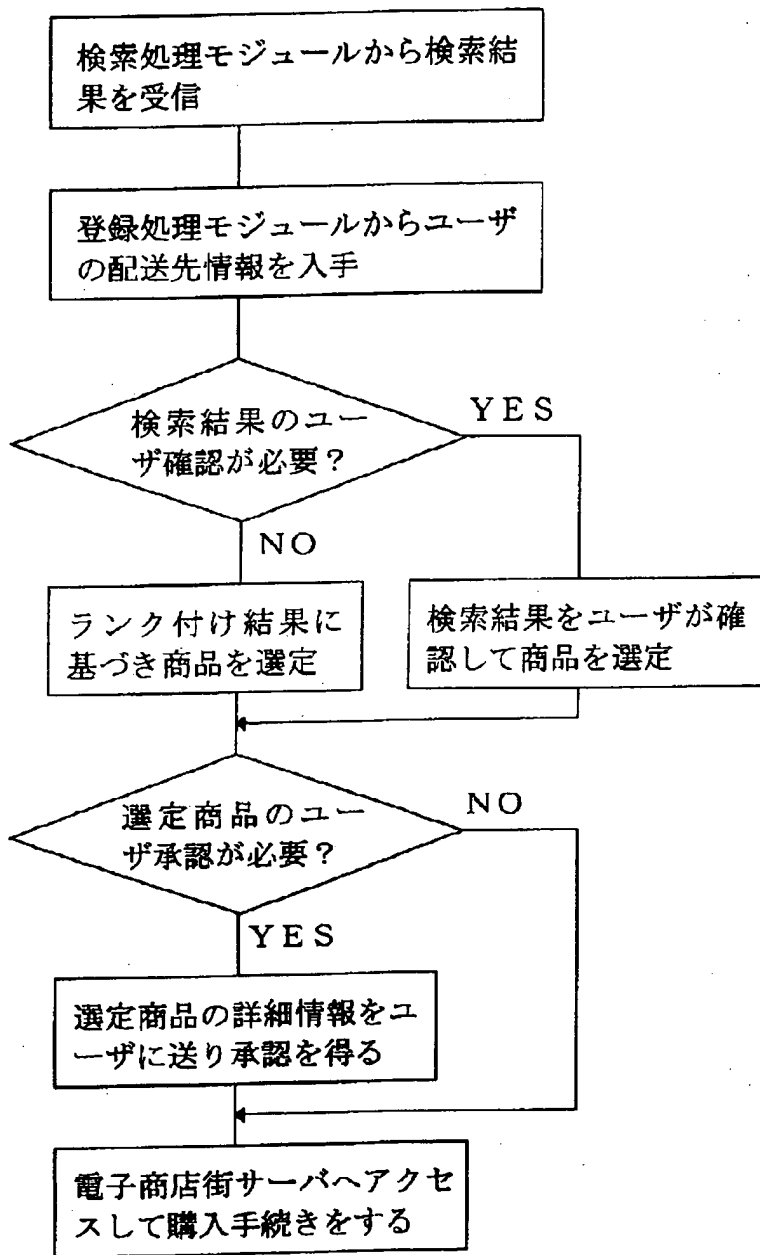 検索処理モジュールから検索結
果を受信
登録処理モジュールからユーザ
の配送先情報を入手
検索結果のユー
ザ確認が必要？
YES
NO
ランク付け結果に
基づき商品を選定
検索結果をユーザが確
認して商品を選定
選定商品のユー
ザ承認が必要？
NO
YES
選定商品の詳細情報をユ
ーザに送り承認を得る
電子商店街サーバへアクセ
スして購入手続きをする